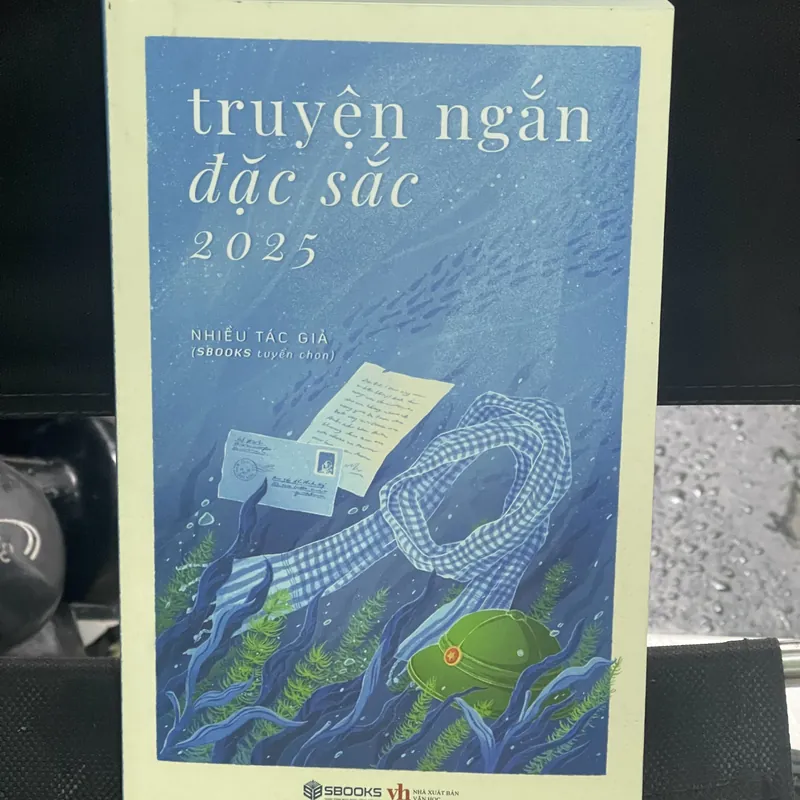 truyện ngắn
đặc sắc
2025
NHIỀU TÁC GIẢ
(SBOOKS tuyển chọn)
SBOOKS
vh
NHÀ XUẤT BẢN
VĂN HỌC